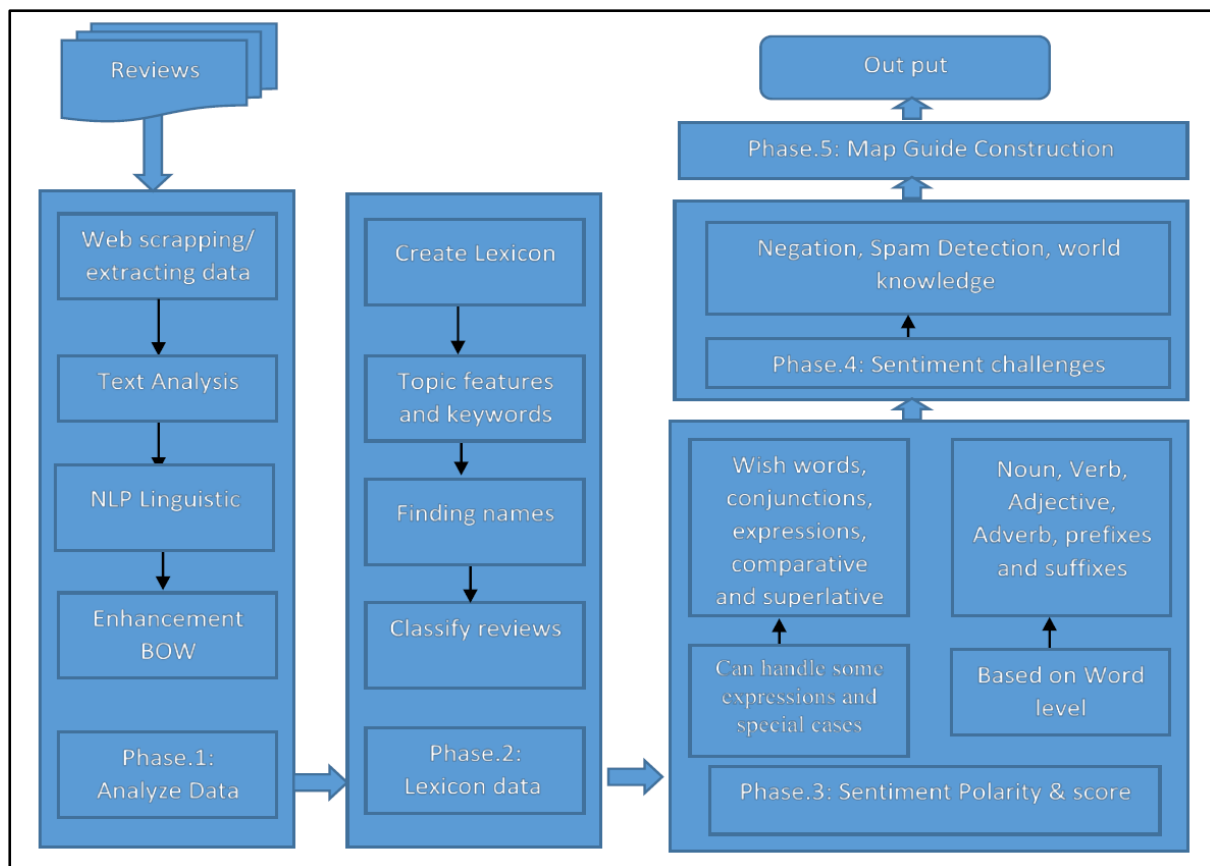 Reviews
Web scrapping/
extracting data
Text Analysis
NLP Linguistic
Enhancement
BOW
Phase.1:
Analyze Data
Create Lexicon
Topic features
and keywords
Finding names
Classify reviews
Phase.2:
Lexicon data
Out put
Phase.5: Map Guide Construction
Negation, Spam Detection, world
knowledge
Phase.4: Sentiment challenges
Wish words,
conjunctions,
expressions,
comparative
and superlative
Noun, Verb,
Adjective,
Adverb, prefixes
and suffixes
Can handle some
expressions and
special cases
Based on Word
level
Phase.3: Sentiment Polarity & score